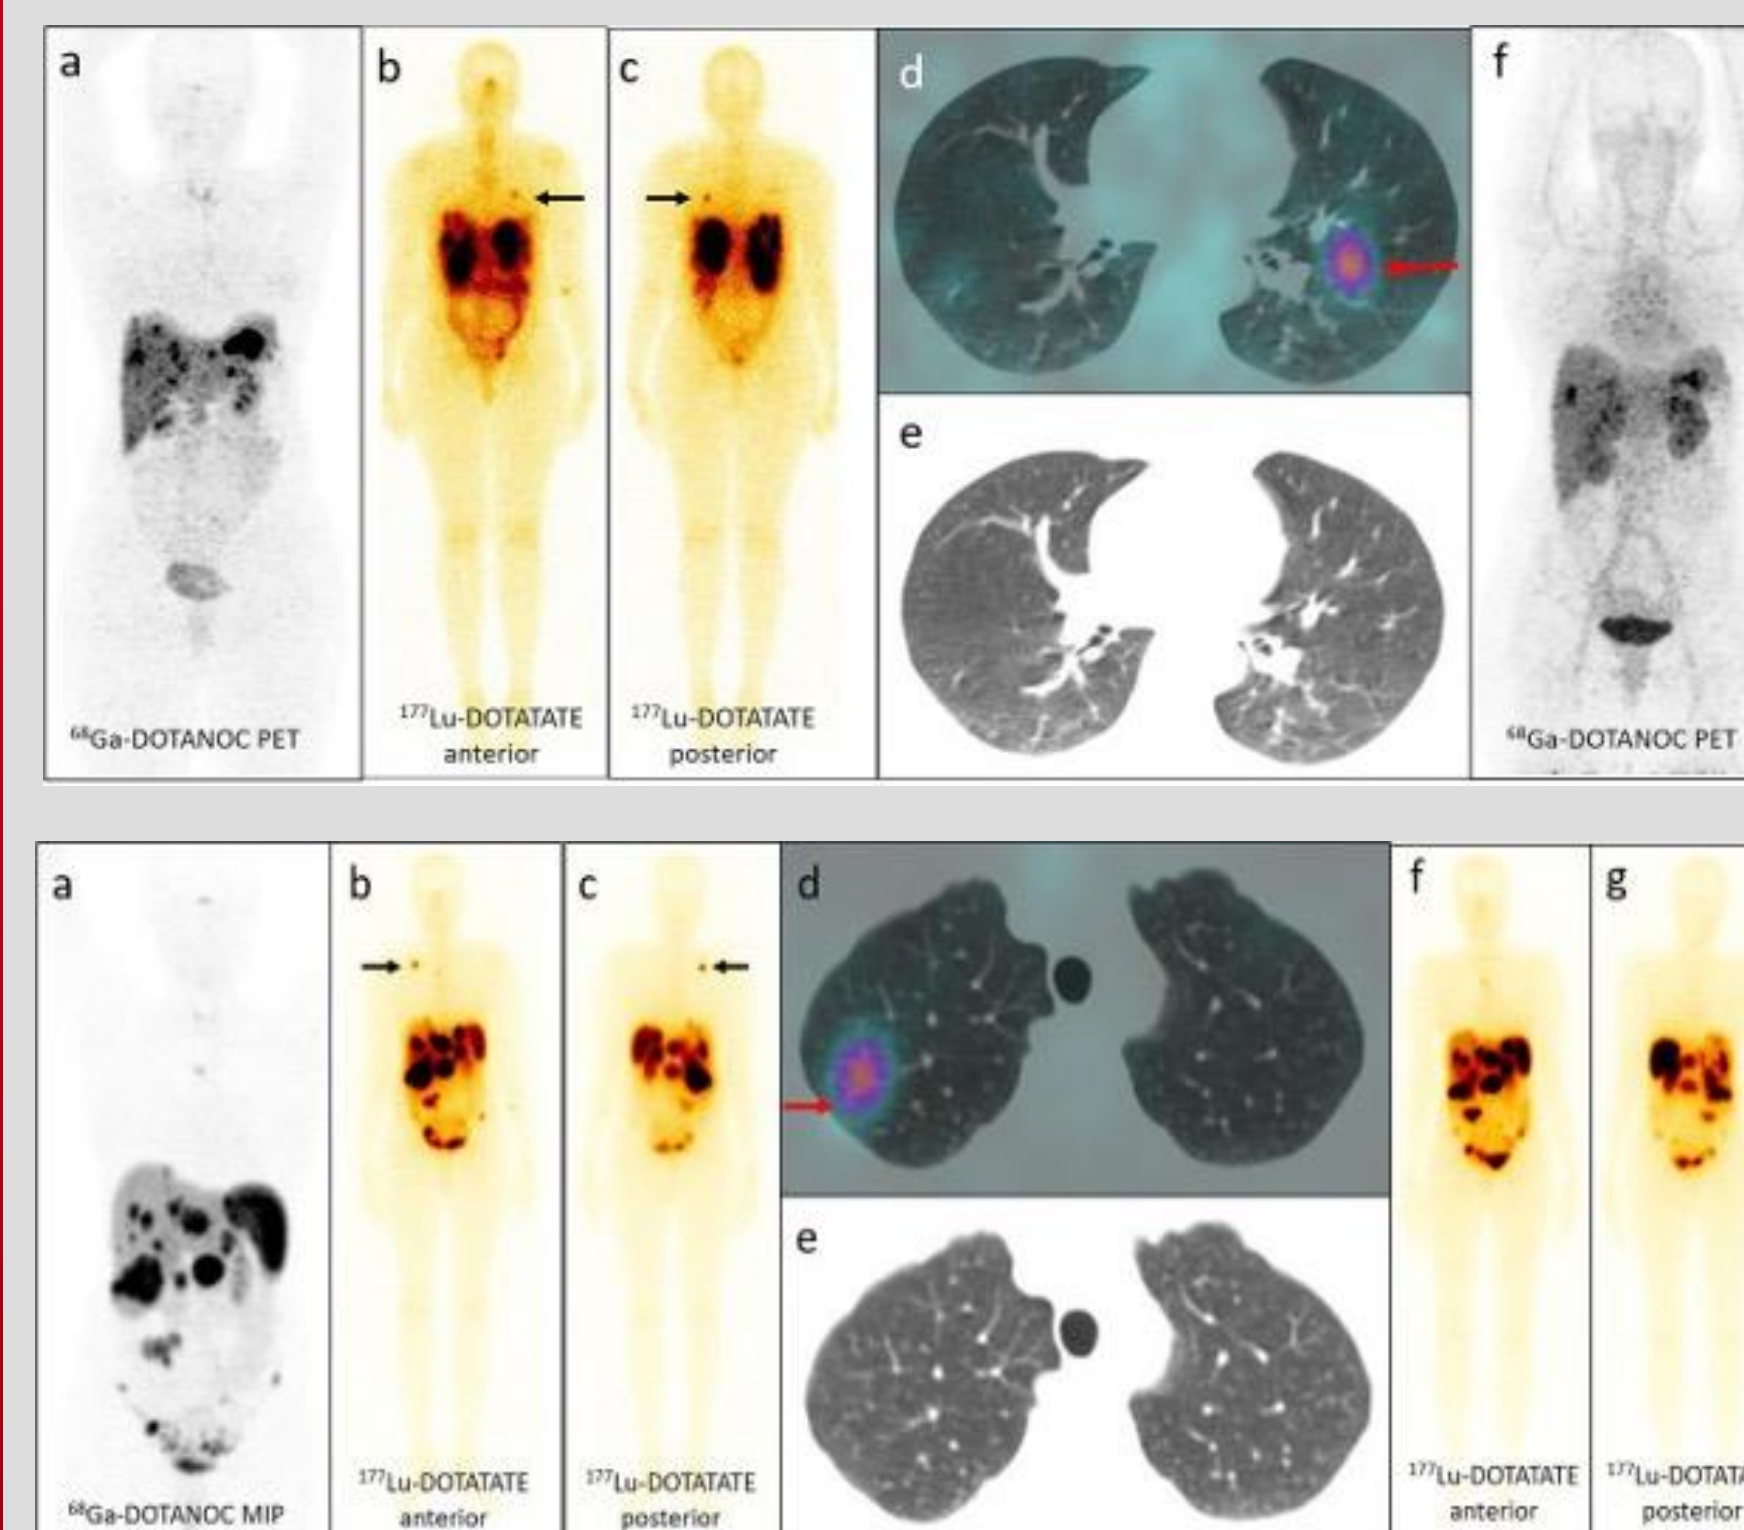 a
b
c
d
e
f
⁶⁸Ga-DOTANOC PET
¹⁷⁷Lu-DOTATATE
anterior
¹⁷⁷Lu-DOTATATE
posterior
⁶⁸Ga-DOTANOC PET
a
b
c
d
e
f
g
⁶⁸Ga-DOTANOC MIP
¹⁷⁷Lu-DOTATATE
anterior
¹⁷⁷Lu-DOTATATE
posterior
¹⁷⁷Lu-DOTATATE
anterior
¹⁷⁷Lu-DOTATA
posterior